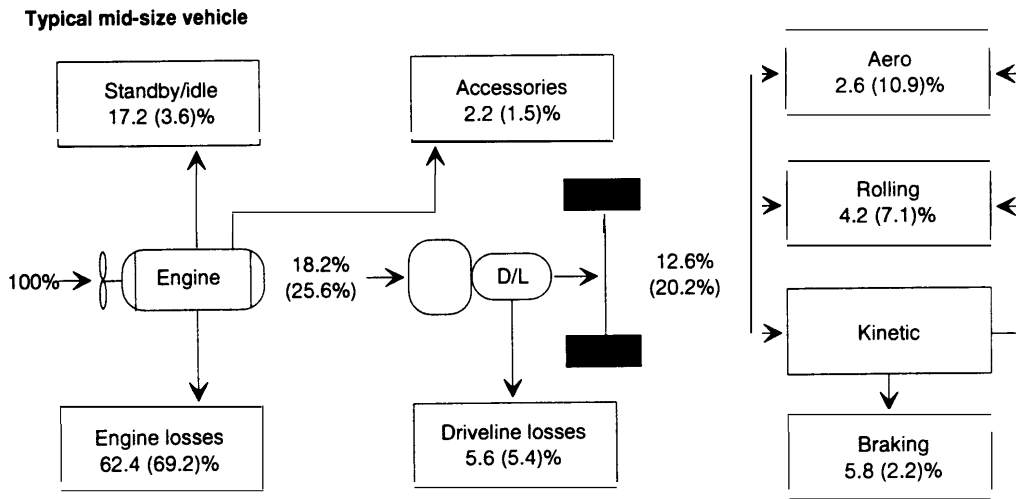 Typical mid-size vehicle
Standby/idle
17.2 (3.6)%
Accessories
2.2 (1.5)%
Aero
2.6 (10.9)%
Rolling
4.2 (7.1)%
100%
Engine
18.2%
(25.6%)
D/L
12.6%
(20.2%)
Kinetic
Engine losses
62.4 (69.2)%
Driveline losses
5.6 (5.4)%
Braking
5.8 (2.2)%